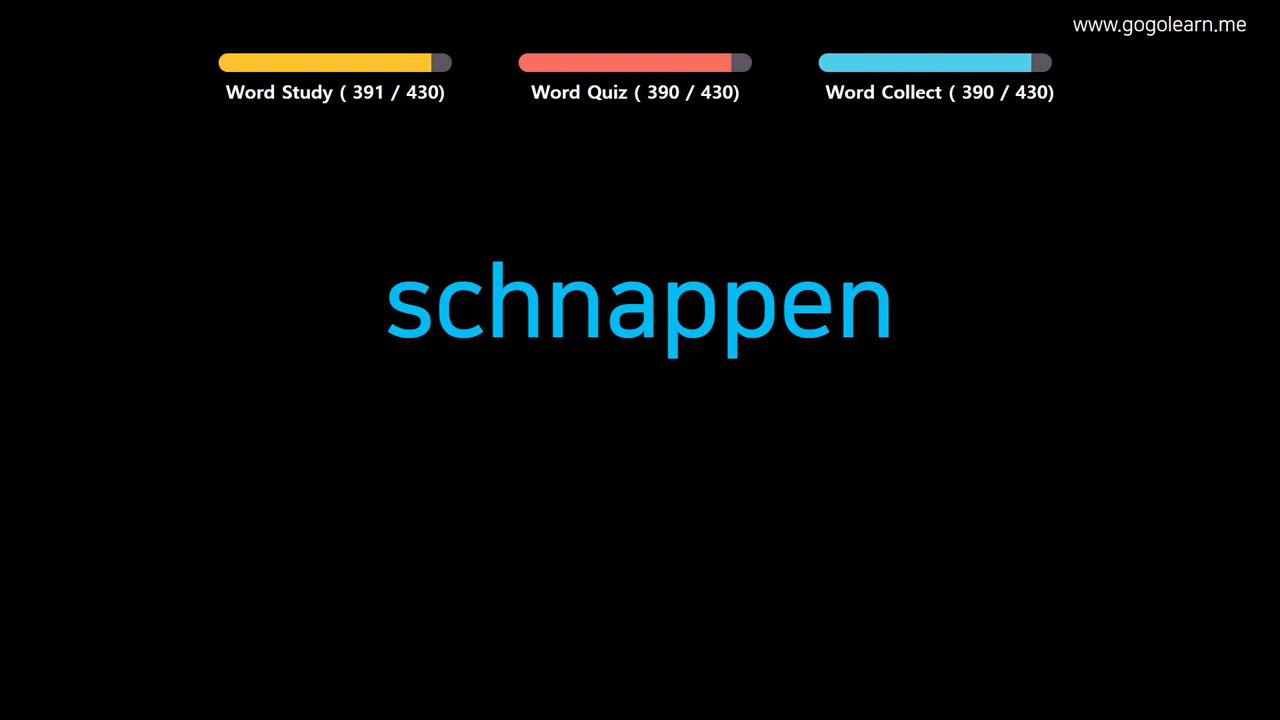 www.gogolearn.me
Word Study ( 391 / 430)
Word Quiz ( 390 / 430)
Word Collect ( 390 / 430)
schnappen